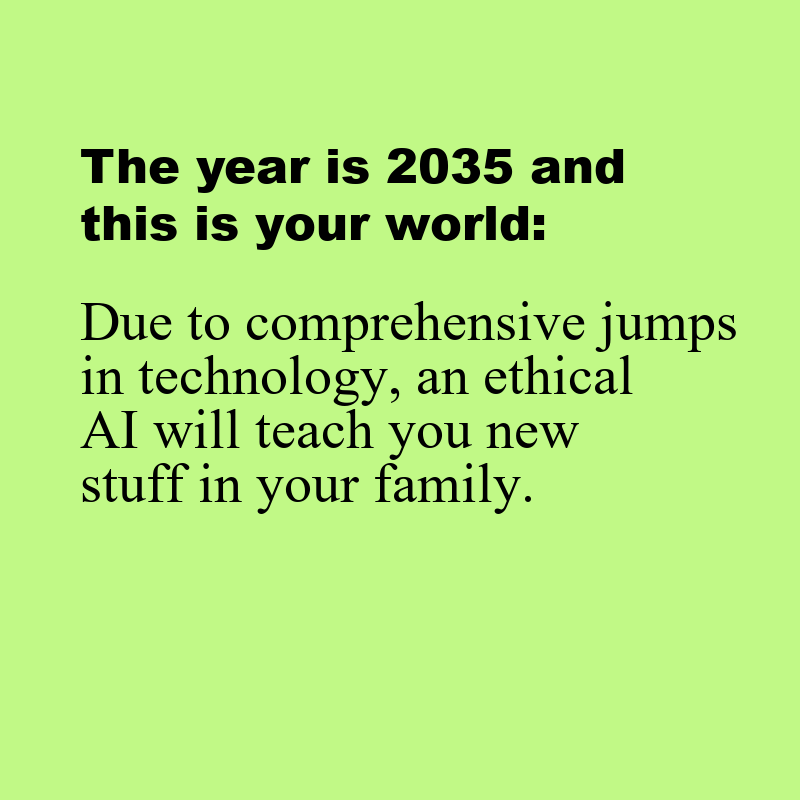 The year is 2035 and
this is your world:
Due to comprehensive jumps
in technology, an ethical
AI will teach you new
stuff in your family.